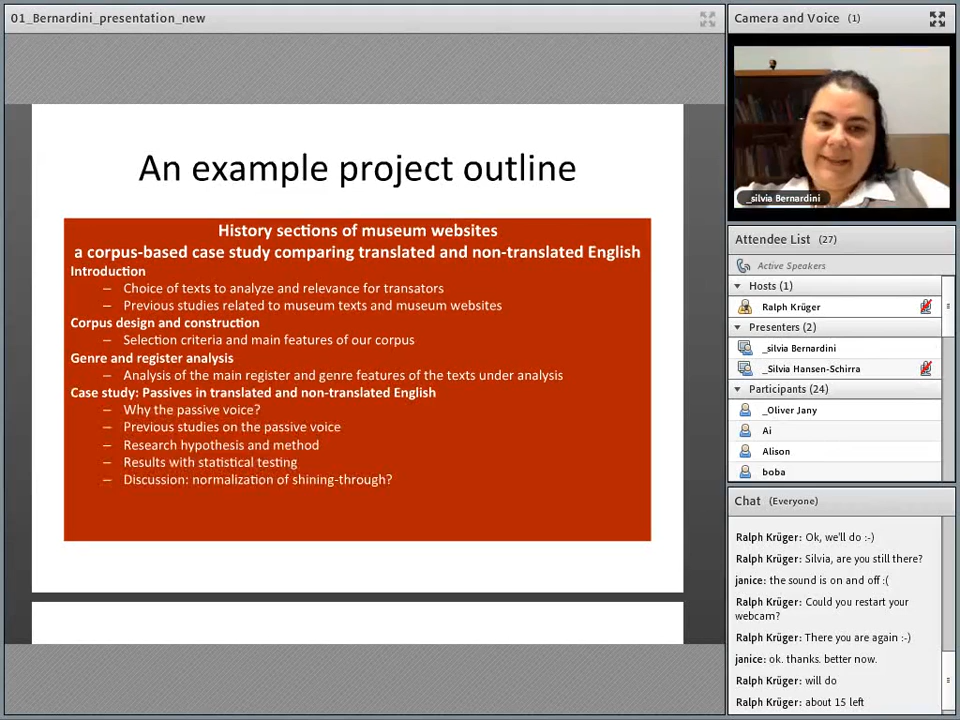 01_Bernardini_presentation_new
An example project outline
History sections of museum websites
a corpus-based case study comparing translated and non-translated English
Introduction
– Choice of texts to analyze and relevance for transators
– Previous studies related to museum texts and museum websites
Corpus design and construction
– Selection criteria and main features of our corpus
Genre and register analysis
– Analysis of the main register and genre features of the texts under analysis
Case study: Passives in translated and non-translated English
– Why the passive voice?
– Previous studies on the passive voice
– Research hypothesis and method
– Results with statistical testing
– Discussion: normalization of shining-through?
Camera and Voice (1)
_silvia Bernardini
Attendee List (27)
Active Speakers
Hosts (1)
Ralph Krüger
Presenters (2)
_silvia Bernardini
_Silvia Hansen-Schirra
Participants (24)
_Oliver Jany
Ai
Alison
boba
Chat (Everyone)
Ralph Krüger: Ok, we'll do :-)
Ralph Krüger: Silvia, are you still there?
janice: the sound is on and off :(
Ralph Krüger: Could you restart your
webcam?
Ralph Krüger: There you are again :-)
janice: ok. thanks. better now.
Ralph Krüger: will do
Ralph Krüger: about 15 left